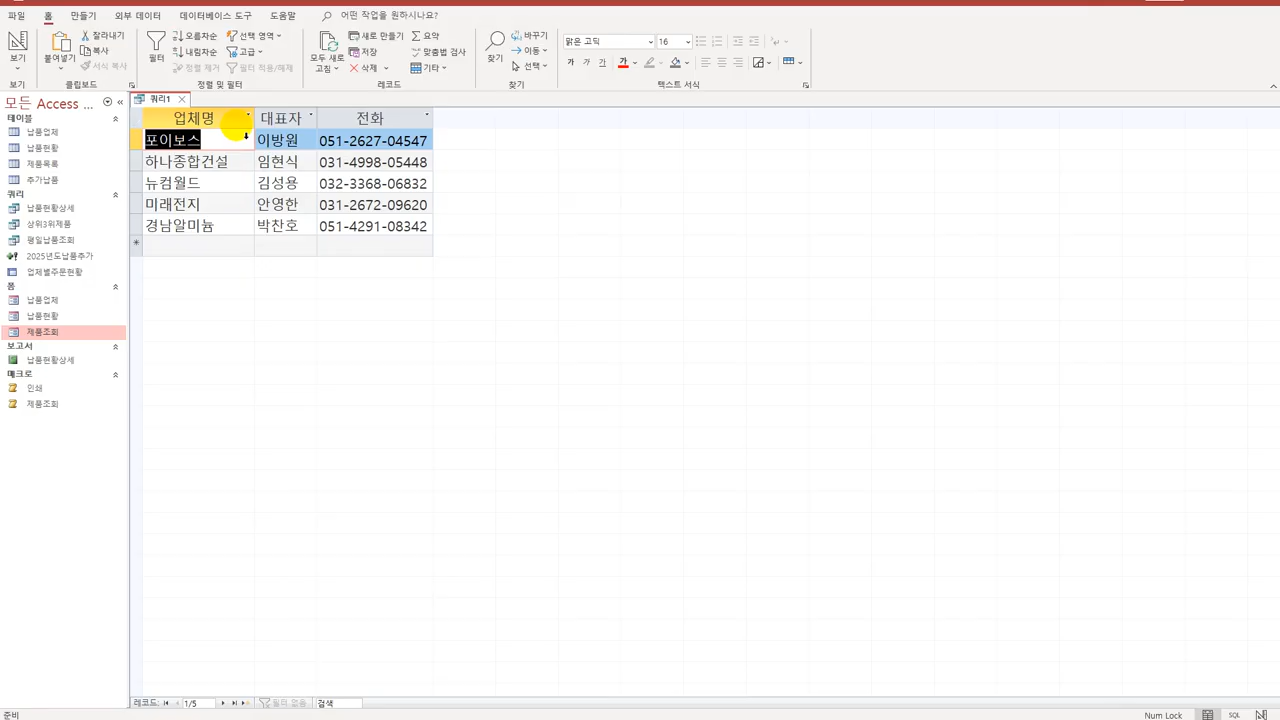 파일 홈 만들기 외부 데이터 데이터베이스 도구 도움말 어떤 작업을 원하시나요?
보기 붙여넣기 잘라내기 복사 서식 복사
필터 오름차순 내림차순 정렬 제거 선택 영역 고급 필터 적용/해제
모두 새로 고침 새로 만들기 저장 삭제 요약 맞춤법 검사 기타
찾기 바꾸기 이동 선택
맑은 고딕 16
가 가 가 가
보기 클립보드 정렬 및 필터 레코드 찾기 텍스트 서식
모든 Access ...
테이블
납품업체
납품현황
제품목록
추가납품
쿼리
납품현황상세
상위3위제품
평일납품조회
2025년도납품추가
업체별주문현황
폼
납품업체
납품현황
제품조회
보고서
납품현황상세
매크로
인쇄
제품조회
쿼리1
업체명 대표자 전화
포이보스 이방원 051-2627-04547
하나종합건설 임현식 031-4998-05448
뉴컴월드 김성용 032-3368-06832
미래전지 안영한 031-2672-09620
경남알미늄 박찬호 051-4291-08342
레코드: 1/5 필터 없음 검색
준비 Num Lock SQL